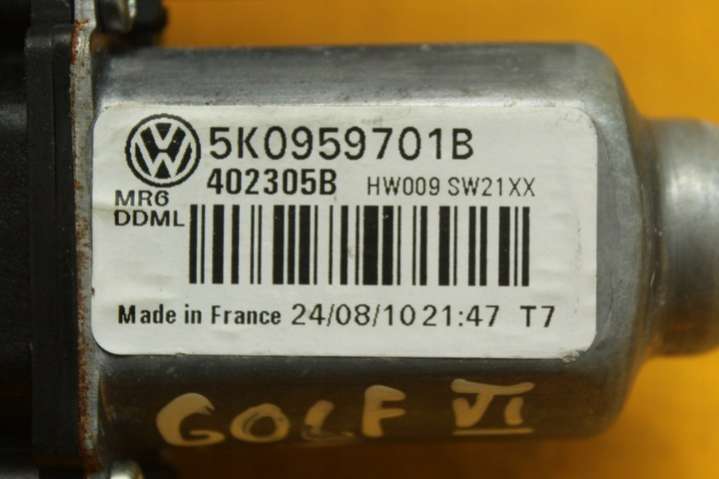 5K0959701B
402305B HW009 SW21XX
MR6
DDML
Made in France 24/08/10 21:47 T7
GOLF VI